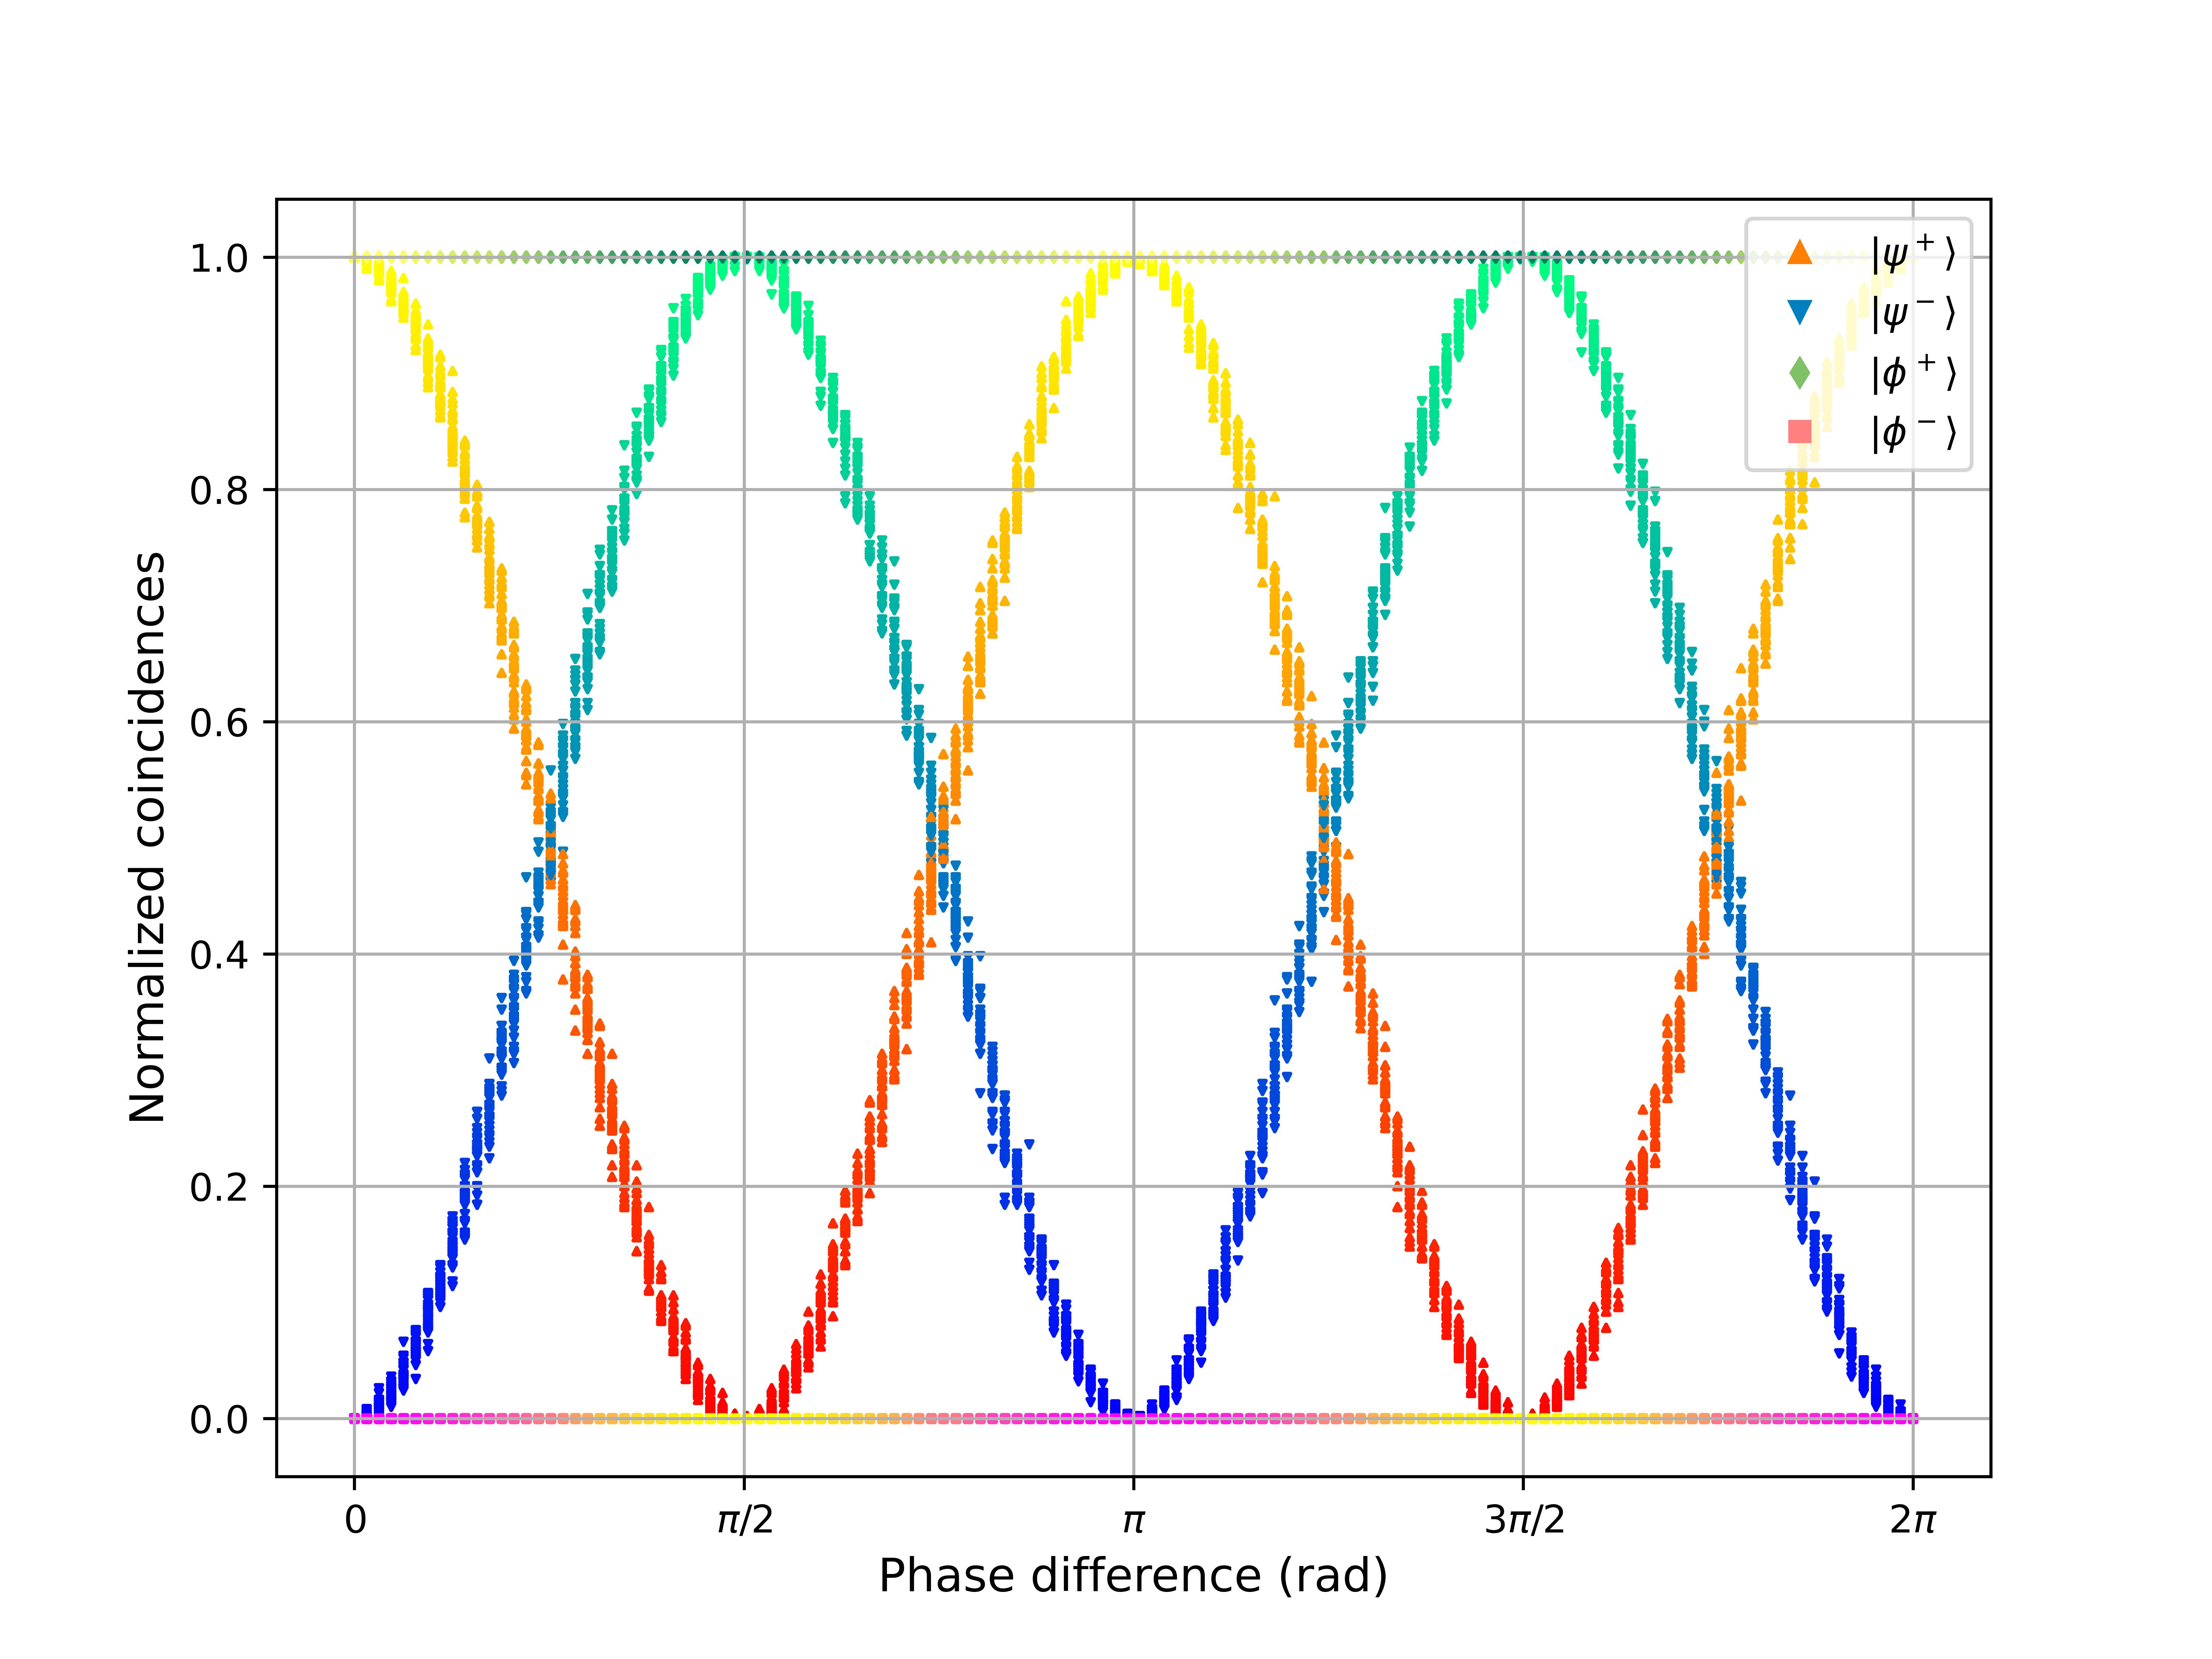 Normalized coincidences
1.0
0.8
0.6
0.4
0.2
0.0
|ψ⁺⟩
|ψ⁻⟩
|ϕ⁺⟩
|ϕ⁻⟩
0 π/2 π 3π/2 2π
Phase difference (rad)